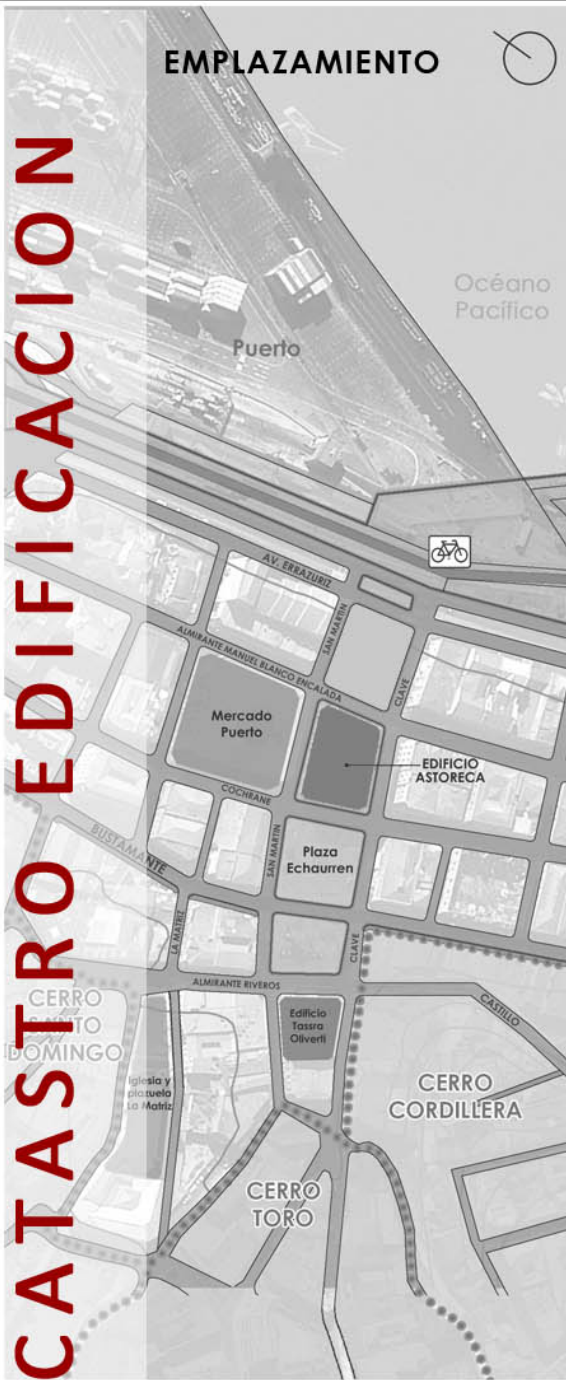 EMPLAZAMIENTO
CATASTRO EDIFICACION
Océano
Pacífico
Puerto
AV. ERRAZURIZ
SAN MARTIN
ALMIRANTE MANUEL BLANCO ENCALADA
CLAVE
Mercado
Puerto
EDIFICIO
ASTORECA
COCHRANE
BUSTAMANTE
SAN MARTIN
Plaza
Echaurren
LA MATRIZ
CLAVE
ALMIRANTE RIVEROS
CERRO
SANTO
DOMINGO
Edificio
Tassra
Oliverti
CASTILLO
Iglesia y
plazuela
La Matriz
CERRO
CORDILLERA
CERRO
TORO